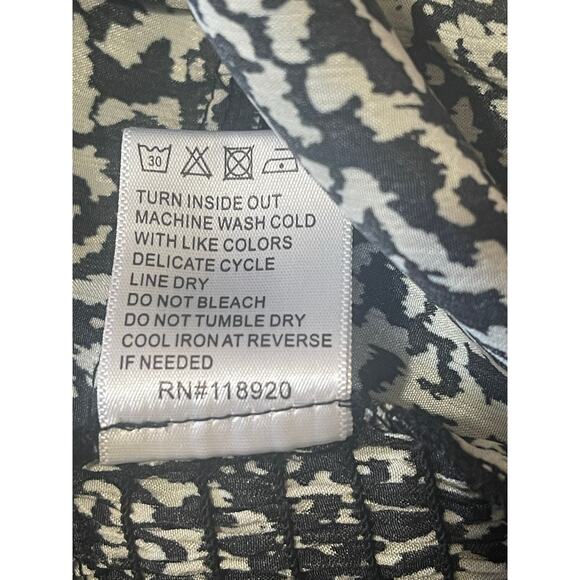 30
TURN INSIDE OUT
MACHINE WASH COLD
WITH LIKE COLORS
DELICATE CYCLE
LINE DRY
DO NOT BLEACH
DO NOT TUMBLE DRY
COOL IRON AT REVERSE
IF NEEDED
RN#118920